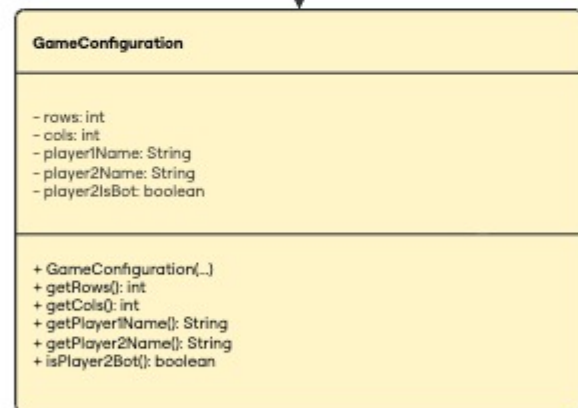 GameConfiguration
- rows: int
- cols: int
- player1Name: String
- player2Name: String
- player2IsBot: boolean
+ GameConfiguration(...)
+ getRows(): int
+ getCols(): int
+ getPlayer1Name(): String
+ getPlayer2Name(): String
+ isPlayer2Bot(): boolean